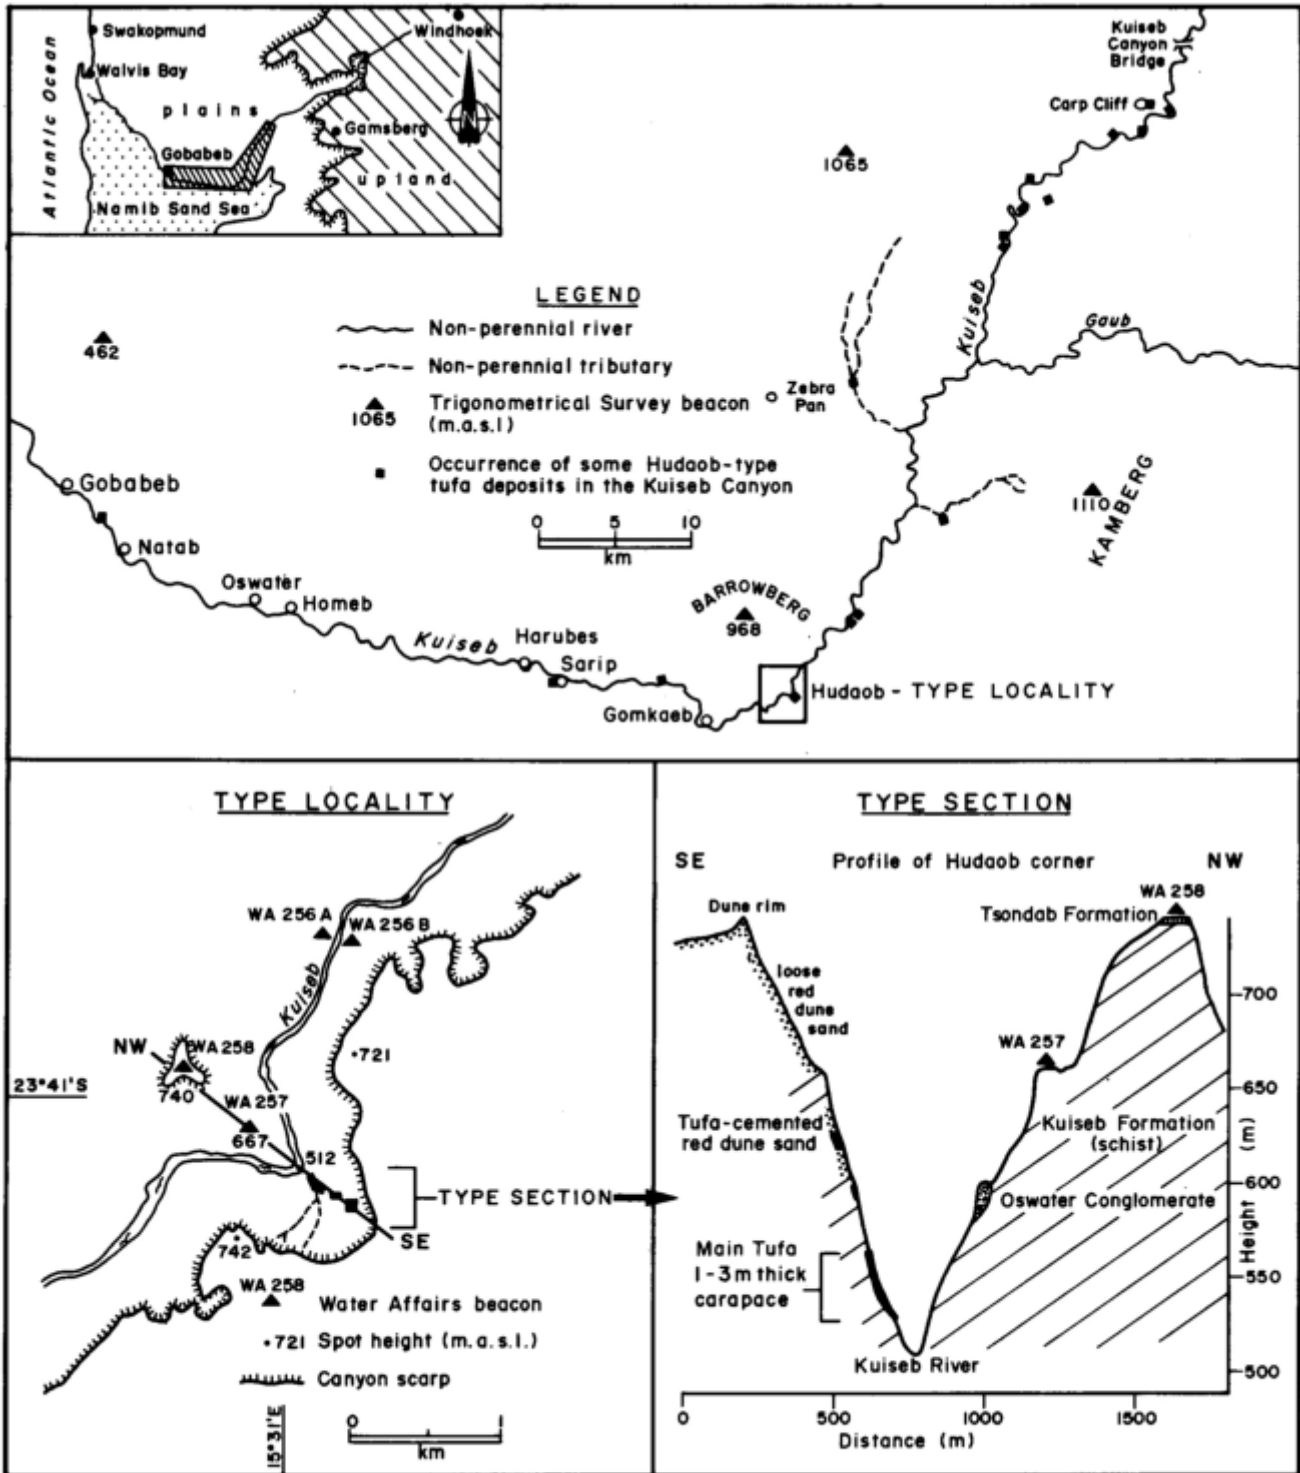 Swakopmund
Windhoek
Walvis Bay
Atlantic Ocean
plains
Gamsberg
Gobabeb
upland
Namib Sand Sea
Kuiseb
Canyon
Bridge
Carp Cliff
1065
Kuiseb
Gaub
462
LEGEND
Non-perennial river
Non-perennial tributary
1065
Trigonometrical Survey beacon
(m.a.s.l)
Occurrence of some Hudaob-type
tufa deposits in the Kuiseb Canyon
0 5 10
km
Zebra
Pan
1110
KAMBERG
Gobabeb
Natab
Oswater
Homeb
BARROWBERG
968
Kuiseb
Harubes
Sarip
Gomkaeb
Hudaob - TYPE LOCALITY
TYPE LOCALITY
WA 256 A
WA 256 B
Kuiseb
NW
WA 258
721
23°41'S
740
WA 257
667
512
TYPE SECTION
SE
742
WA 258
Water Affairs beacon
721 Spot height (m.a.s.l.)
Canyon scarp
15°31'E
0 1
km
TYPE SECTION
SE
Profile of Hudaob corner
NW
WA 258
Dune rim
Tsondab Formation
loose
red
dune
sand
700
WA 257
650
Tufa-cemented
red dune sand
Kuiseb Formation
(schist)
600
Oswater Conglomerate
Height (m)
Main Tufa
1-3m thick
carapace
550
Kuiseb River
500
0 500 1000 1500
Distance (m)